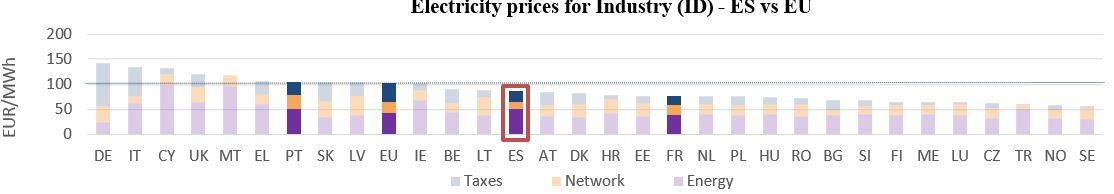 Electricity prices for Industry (ID) - ES vs EU
EUR/MWh
200
150
100
50
0
DE IT CY UK MT EL PT SK LV EU IE BE LT ES AT DK HR EE FR NL PL HU RO BG SI FI ME LU CZ TR NO SE
Taxes Network Energy